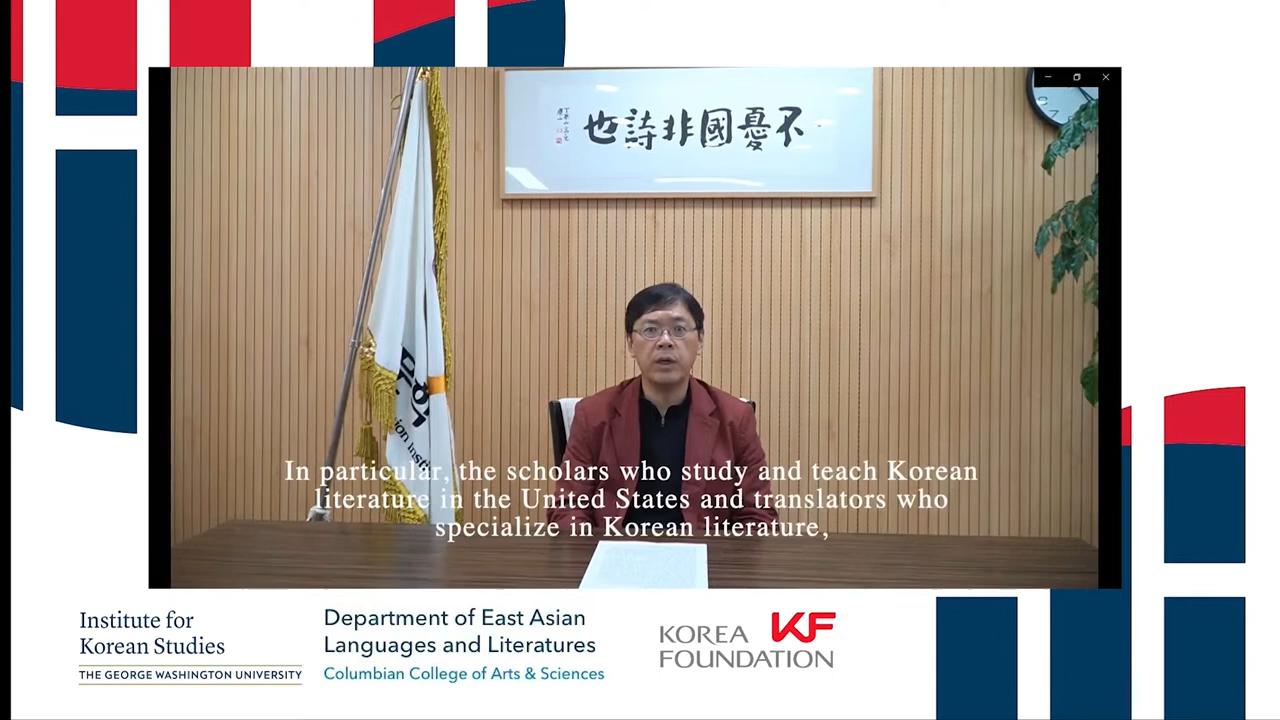 不憂國非詩也
In particular, the scholars who study and teach Korean
literature in the United States and translators who
specialize in Korean literature,
Institute for
Korean Studies
THE GEORGE WASHINGTON UNIVERSITY
Department of East Asian
Languages and Literatures
Columbian College of Arts & Sciences
KOREA KF
FOUNDATION